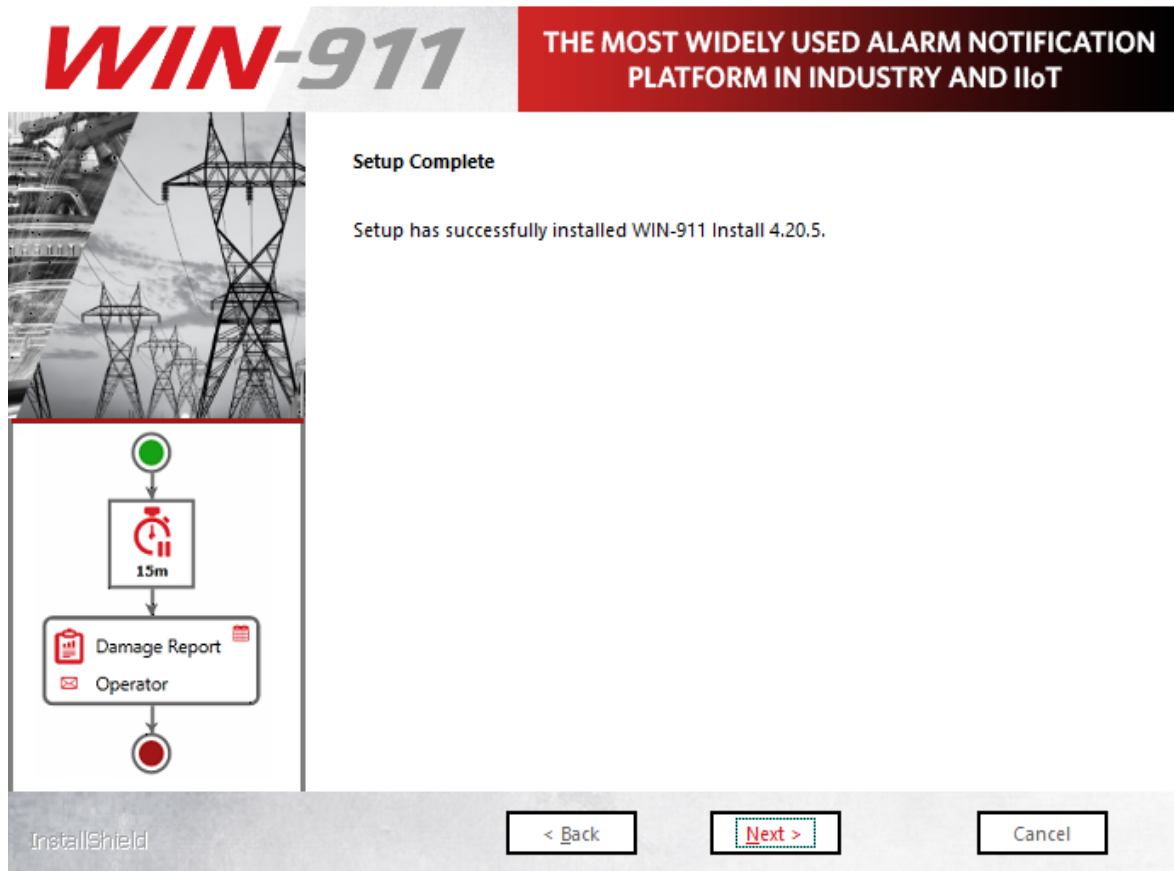 WIN-911
THE MOST WIDELY USED ALARM NOTIFICATION
PLATFORM IN INDUSTRY AND IIoT
Setup Complete
Setup has successfully installed WIN-911 Install 4.20.5.
15m
Damage Report
Operator
InstallShield
< Back
Next >
Cancel